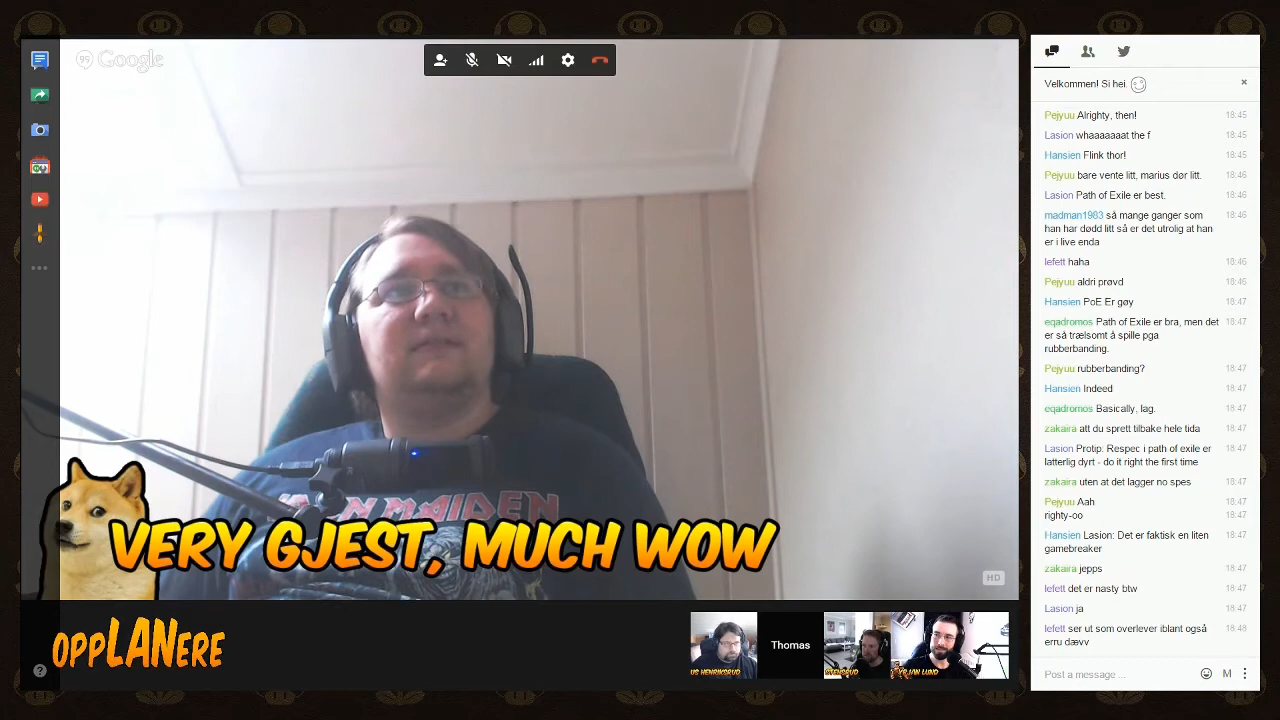 Google
HD
IRON MAIDEN
VERY GJEST, MUCH WOW
oppLANere
US HENRIKSRUD
Thomas
STENSRUD
ØRJAN LUND
Velkommen! Si hei.
Pejyuu Alrighty, then! 18:45
Lasion whaaaaaaat the f 18:45
Hansien Flink thor! 18:45
Pejyuu bare vente litt, marius dør litt. 18:46
Lasion Path of Exile er best. 18:46
madman1983 så mange ganger som 18:46
han har dødd litt så er det utrolig at han
er i live enda
lefett haha 18:46
Pejyuu aldri prøvd 18:46
Hansien PoE Er gøy 18:47
eqadromos Path of Exile er bra, men det 18:47
er så trælsomt å spille pga
rubberbanding.
Pejyuu rubberbanding? 18:47
Hansien Indeed 18:47
eqadromos Basically, lag. 18:47
zakaira att du sprett tilbake hele tida 18:47
Lasion Protip: Respec i path of exile er 18:47
latterlig dyrt - do it right the first time
zakaira uten at det lagger no spes 18:47
Pejyuu Aah 18:47
righty-oo 18:47
Hansien Lasion: Det er faktisk en liten 18:47
gamebreaker
zakaira jepps 18:47
lefett det er nasty btw 18:47
Lasion ja 18:47
lefett ser ut som overlever iblant også 18:48
erru dævv
Post a message ...
M